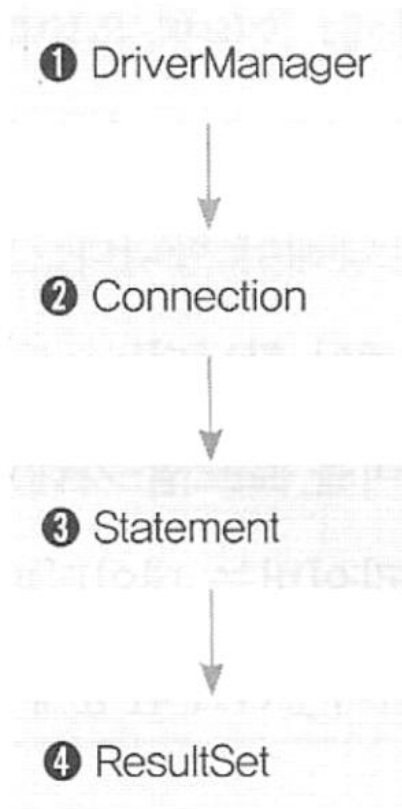 ❶ DriverManager
❷ Connection
❸ Statement
❹ ResultSet